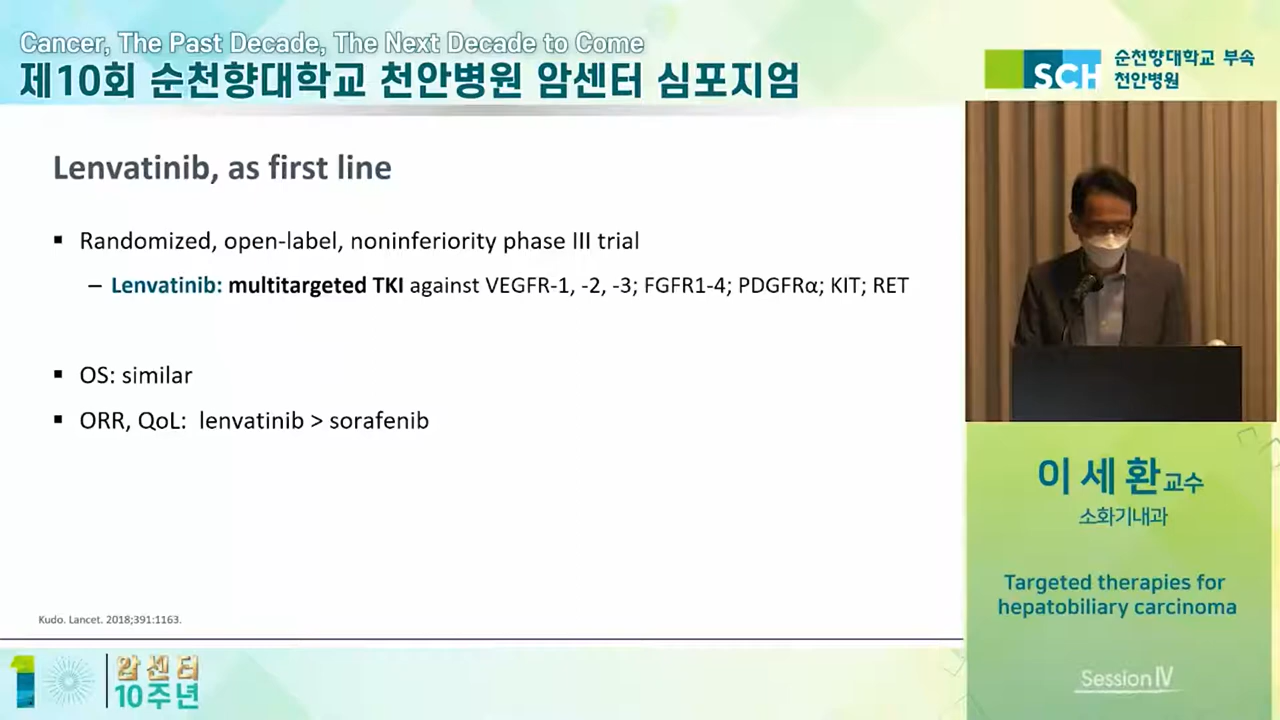 Cancer, The Past Decade, The Next Decade to Come
제10회 순천향대학교 천안병원 암센터 심포지엄
SCH
순천향대학교 부속
천안병원
Lenvatinib, as first line
▪ Randomized, open-label, noninferiority phase III trial
– Lenvatinib: multitargeted TKI against VEGFR-1, -2, -3; FGFR1-4; PDGFRα; KIT; RET
▪ OS: similar
▪ ORR, QoL: lenvatinib > sorafenib
Kudo. Lancet. 2018;391:1163.
이 세 환 교수
소화기내과
Targeted therapies for
hepatobiliary carcinoma
Session IV
10
암센터
10주년